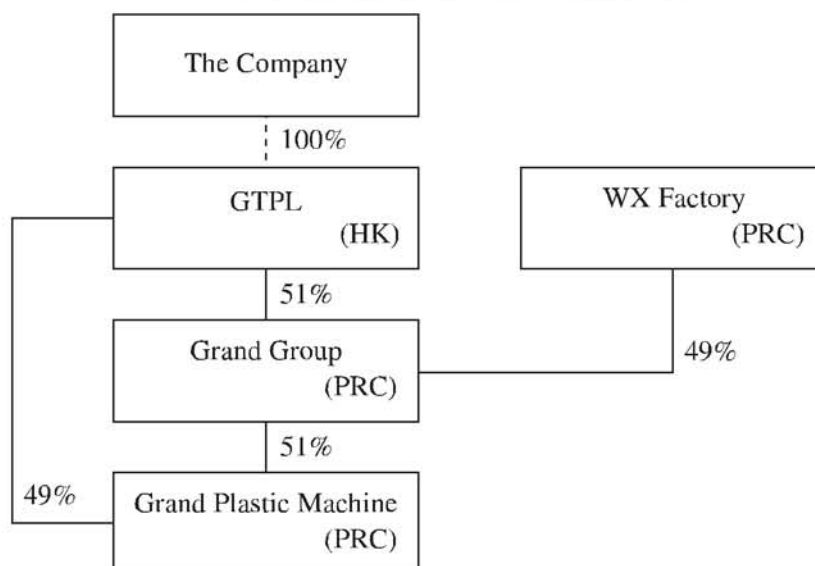 The Company
100%
GTPL
(HK)
WX Factory
(PRC)
51%
Grand Group
(PRC)
49%
51%
49%
Grand Plastic Machine
(PRC)